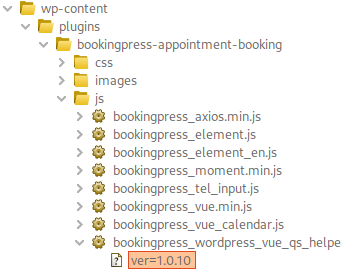 wp-content
plugins
bookingpress-appointment-booking
css
images
js
bookingpress_axios.min.js
bookingpress_element.js
bookingpress_element_en.js
bookingpress_moment.min.js
bookingpress_tel_input.js
bookingpress_vue.min.js
bookingpress_vue_calendar.js
bookingpress_wordpress_vue_qs_helpe
ver=1.0.10